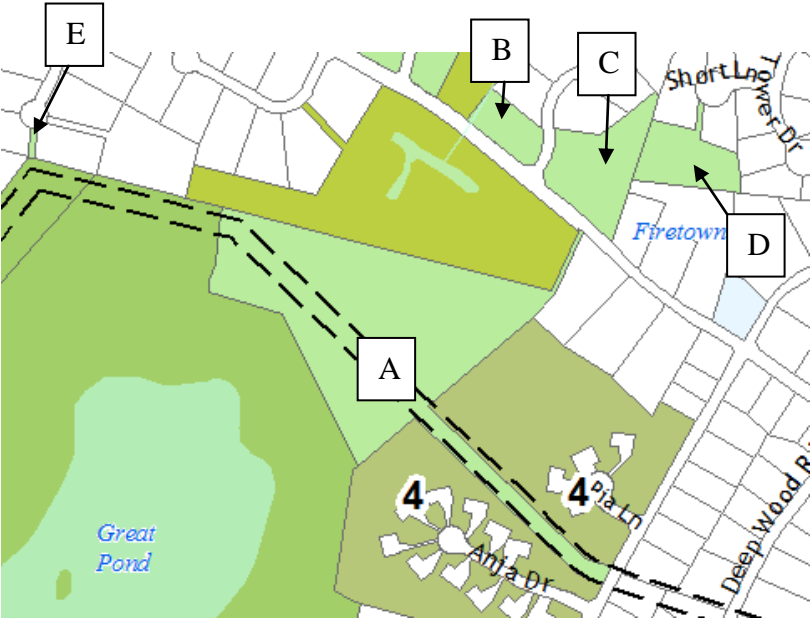 E
B
C
Short Ln
Tower Dr
Firetown
D
A
4
4
Pia Ln
Anja Dr
Deep Wood
Great
Pond